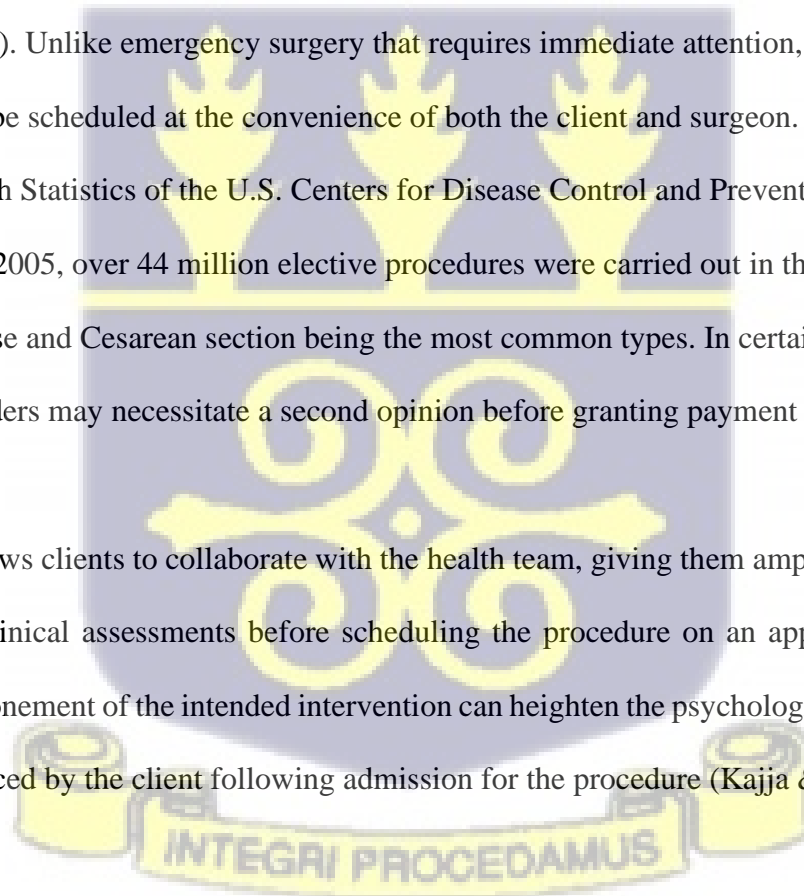 ). Unlike emergency surgery that requires immediate attention,
be scheduled at the convenience of both the client and surgeon.
h Statistics of the U.S. Centers for Disease Control and Prevent
2005, over 44 million elective procedures were carried out in th
se and Cesarean section being the most common types. In certai
ders may necessitate a second opinion before granting payment
ws clients to collaborate with the health team, giving them amp
linical assessments before scheduling the procedure on an app
onement of the intended intervention can heighten the psycholog
ced by the client following admission for the procedure (Kajja &
INTEGRI PROCEDAMUS